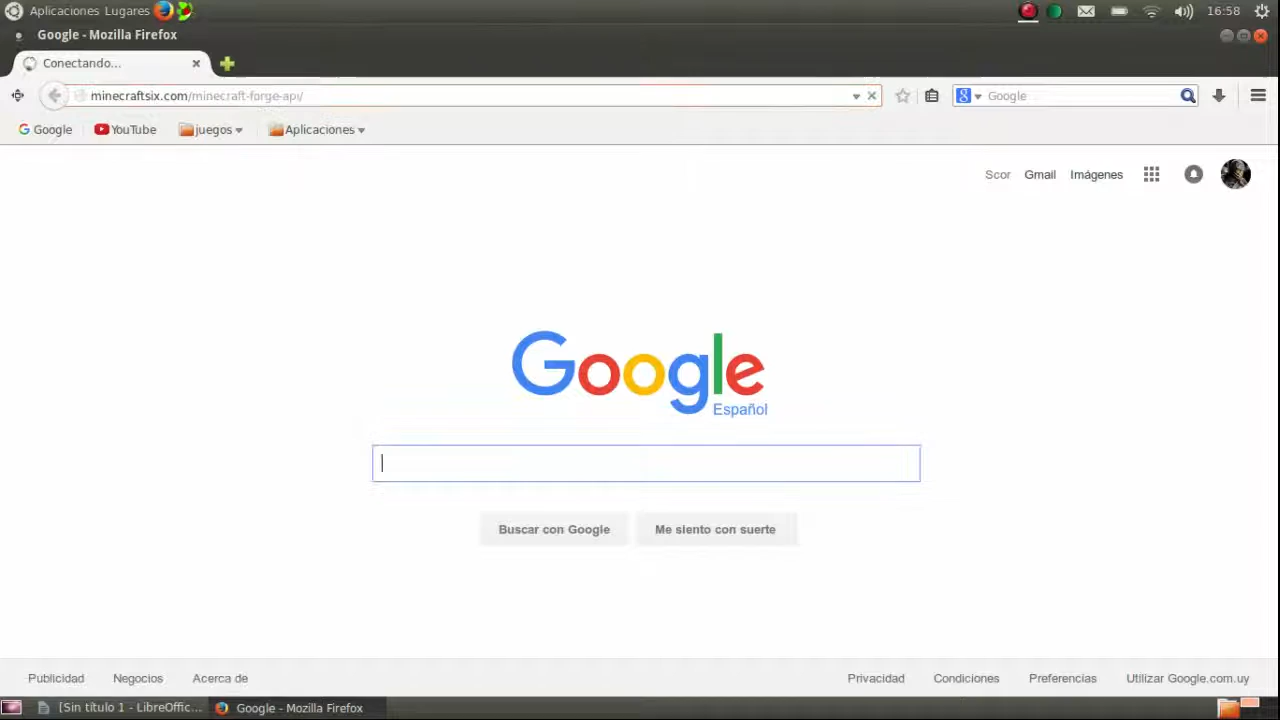 Aplicaciones Lugares 16:58
Google - Mozilla Firefox
Conectando...
minecraftsix.com/minecraft-forge-api/ Google
Google YouTube juegos Aplicaciones
Scor Gmail Imágenes
Google
Español
Buscar con Google Me siento con suerte
Publicidad Negocios Acerca de Privacidad Condiciones Preferencias Utilizar Google.com.uy
[Sin título 1 - LibreOffic... Google - Mozilla Firefox